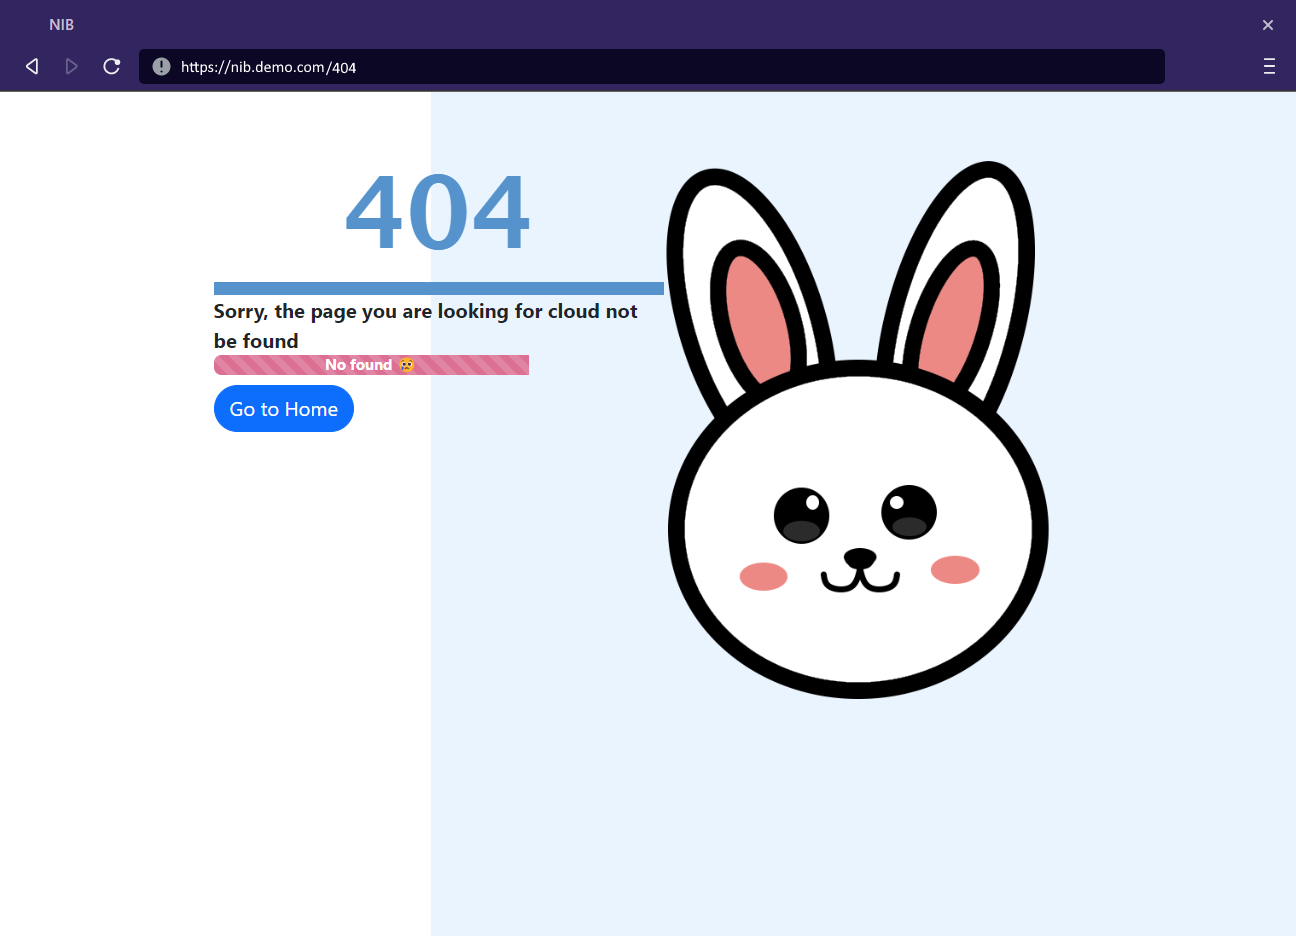 NIB
https://nib.demo.com/404
404
Sorry, the page you are looking for cloud not
be found
No found 😿
Go to Home